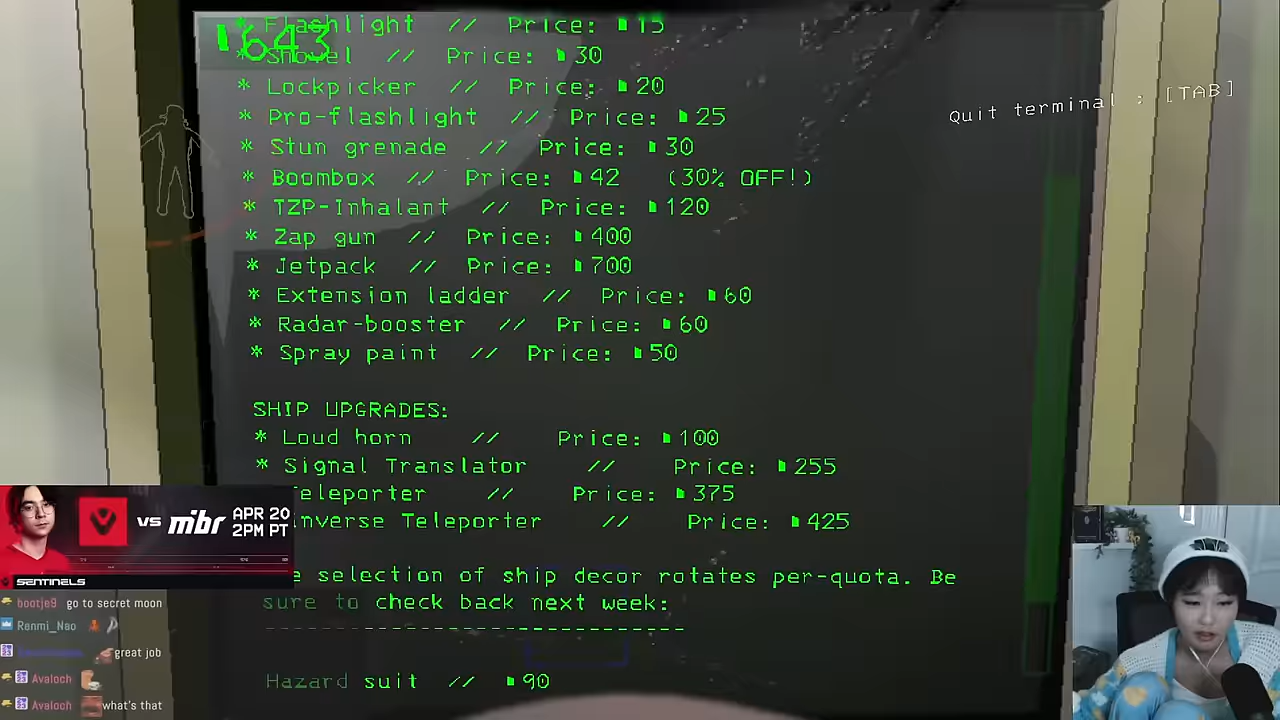 * Flashlight // Price: ▮15
▮643
* Shovel // Price: ▮30
* Lockpicker // Price: ▮20
* Pro-flashlight // Price: ▮25
* Stun grenade // Price: ▮30
* Boombox // Price: ▮42 (30% OFF!)
* TZP-Inhalant // Price: ▮120
* Zap gun // Price: ▮400
* Jetpack // Price: ▮700
* Extension ladder // Price: ▮60
* Radar-booster // Price: ▮60
* Spray paint // Price: ▮50
SHIP UPGRADES:
* Loud horn // Price: ▮100
* Signal Translator // Price: ▮255
Teleporter // Price: ▮375
Inverse Teleporter // Price: ▮425
e selection of ship decor rotates per-quota. Be
sure to check back next week:
------------------------------
Hazard suit // ▮90
Quit terminal : [TAB]
VS mibr APR 20
2PM PT
SENTINELS
bootje9 go to secret moon
Renmi_Nao
great job
Avaloch
Avaloch what's that